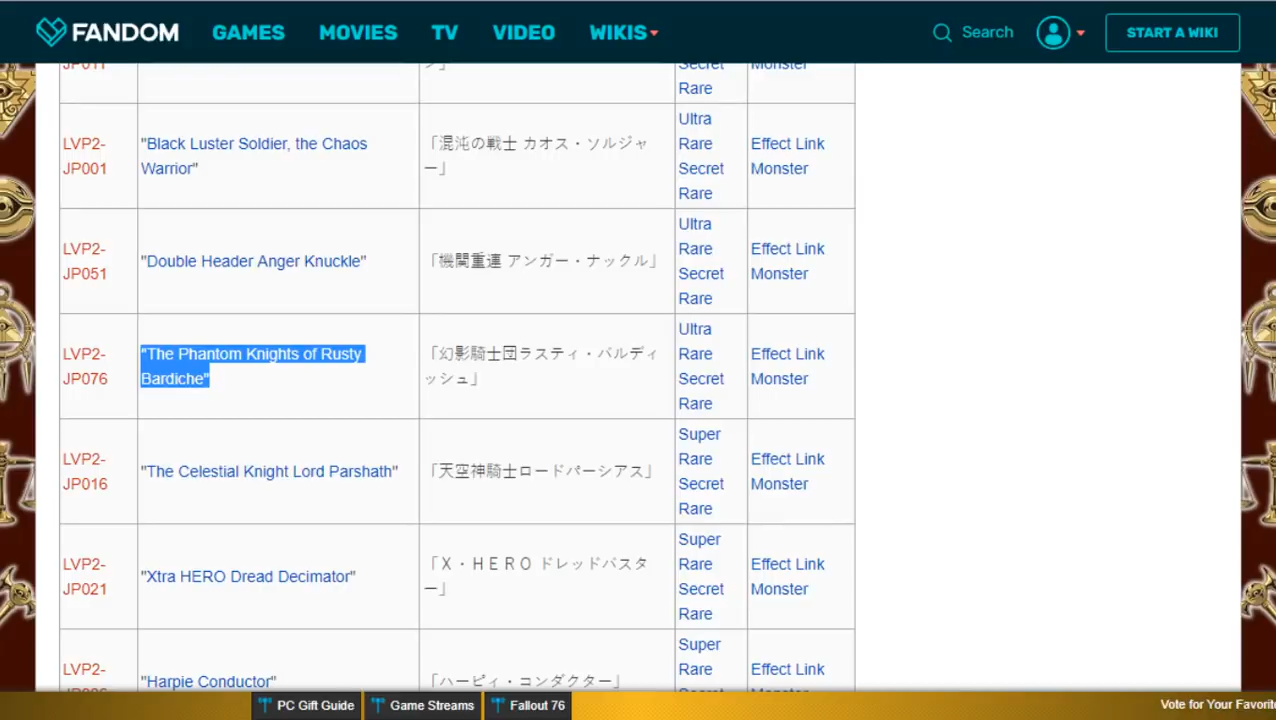 FANDOM GAMES MOVIES TV VIDEO WIKIS Search START A WIKI
JP011 ン」 Secret Monster
Rare
LVP2-
JP001
"Black Luster Soldier, the Chaos
Warrior"
「混沌の戦士 カオス・ソルジャ
ー」
Ultra
Rare
Secret
Rare
Effect Link
Monster
LVP2-
JP051
"Double Header Anger Knuckle"
「機関重連 アンガー・ナックル」
Ultra
Rare
Secret
Rare
Effect Link
Monster
LVP2-
JP076
"The Phantom Knights of Rusty
Bardiche"
「幻影騎士団ラスティ・バルディ
ッシュ」
Ultra
Rare
Secret
Rare
Effect Link
Monster
LVP2-
JP016
"The Celestial Knight Lord Parshath"
「天空神騎士ロードパーシアス」
Super
Rare
Secret
Rare
Effect Link
Monster
LVP2-
JP021
"Xtra HERO Dread Decimator"
「Ｘ・ＨＥＲＯ ドレッドバスタ
ー」
Super
Rare
Secret
Rare
Effect Link
Monster
LVP2-
"Harpie Conductor"
「ハーピィ・コンダクター」
Super
Rare
Secret
Effect Link
Monster
PC Gift Guide Game Streams Fallout 76 Vote for Your Favorite